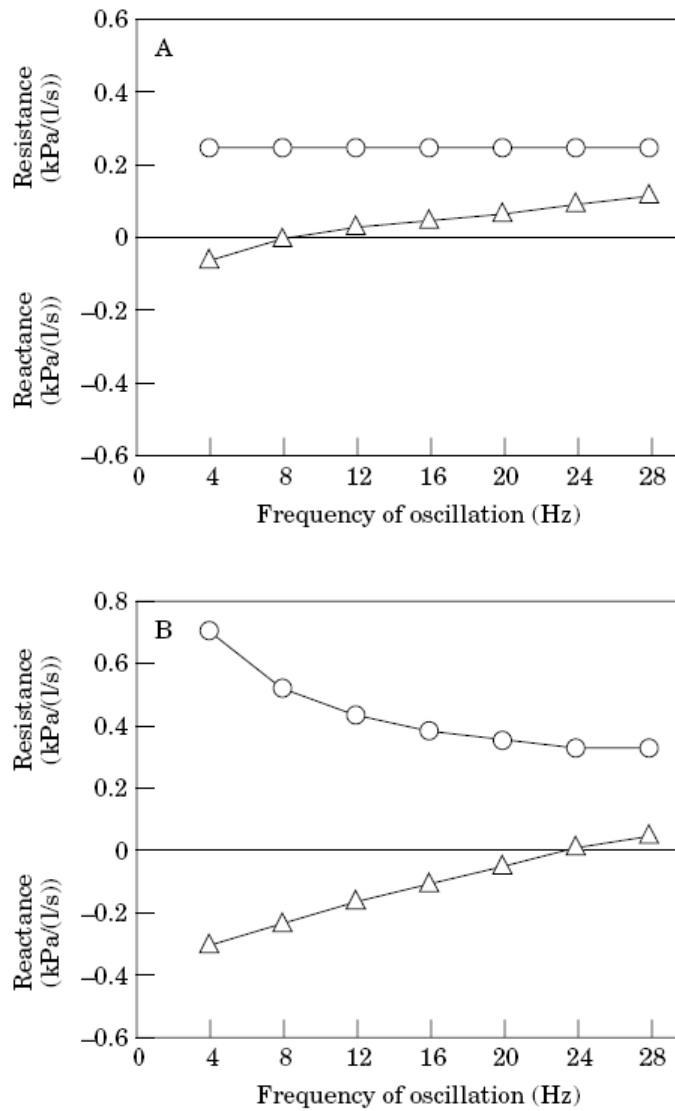 A
Resistance
(kPa/(l/s))
Reactance
(kPa/(l/s))
0.6
0.4
0.2
0
–0.2
–0.4
–0.6
0 4 8 12 16 20 24 28
Frequency of oscillation (Hz)
B
Resistance
(kPa/(l/s))
Reactance
(kPa/(l/s))
0.8
0.6
0.4
0.2
0
–0.2
–0.4
–0.6
0 4 8 12 16 20 24 28
Frequency of oscillation (Hz)